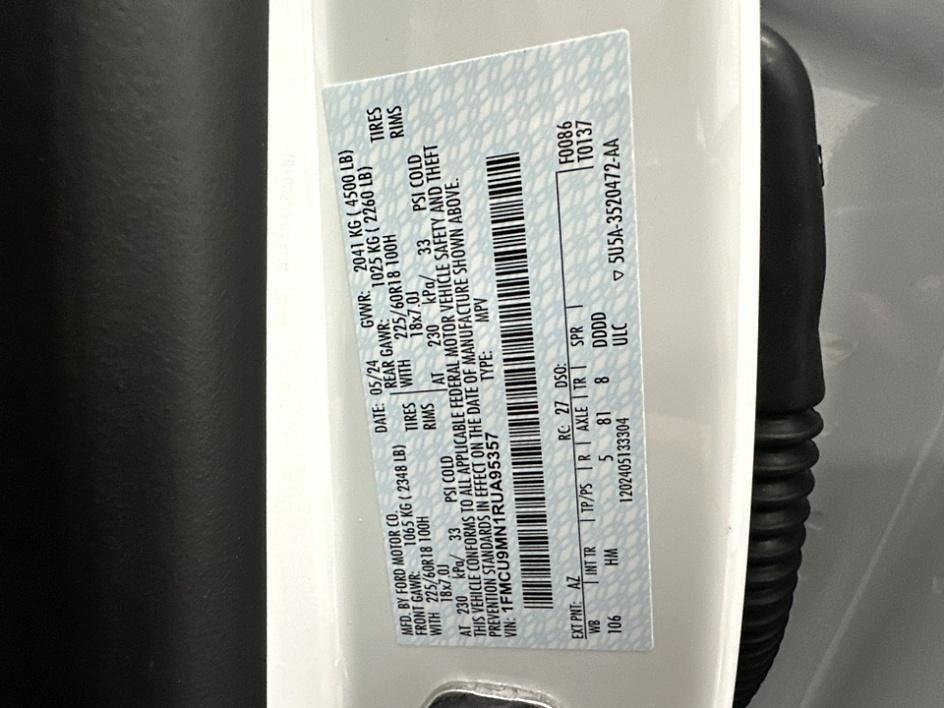 MFD. BY FORD MOTOR CO.
DATE: 05/24 GVWR: 2041 KG ( 4500 LB)
FRONT GAWR: 1065 KG ( 2348 LB)
REAR GAWR: 1025 KG ( 2260 LB)
WITH 225/60R18 100H TIRES
WITH 225/60R18 100H TIRES
18x7.0J RIMS
18x7.0J RIMS
AT 230 kPa/ 33 PSI COLD
AT 230 kPa/ 33 PSI COLD
THIS VEHICLE CONFORMS TO ALL APPLICABLE FEDERAL MOTOR VEHICLE SAFETY AND THEFT
PREVENTION STANDARDS IN EFFECT ON THE DATE OF MANUFACTURE SHOWN ABOVE.
VIN: 1FMCU9MN1RUA95357 TYPE: MPV
EXT PNT: AZ RC: 27 DSO: F0086
WB INT TR TP/PS R AXLE TR SPR T0137
106 HM 5 81 8 DDDD
ULC
1202405133304 ▽ 5U5A-3520472-AA